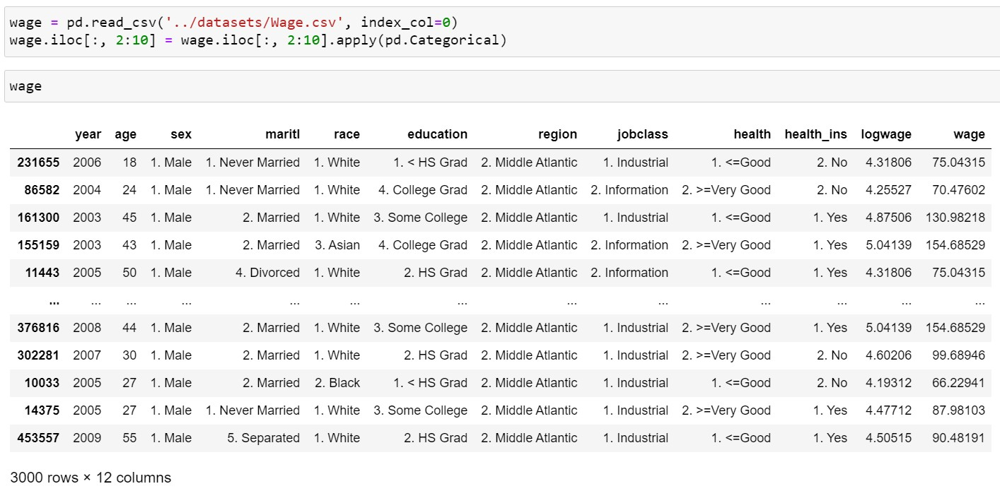 wage = pd.read_csv('../datasets/Wage.csv', index_col=0)
wage.iloc[:, 2:10] = wage.iloc[:, 2:10].apply(pd.Categorical)
wage
year age sex maritl race education region jobclass health health_ins logwage wage
231655 2006 18 1. Male 1. Never Married 1. White 1. < HS Grad 2. Middle Atlantic 1. Industrial 1. <=Good 2. No 4.31806 75.04315
86582 2004 24 1. Male 1. Never Married 1. White 4. College Grad 2. Middle Atlantic 2. Information 2. >=Very Good 2. No 4.25527 70.47602
161300 2003 45 1. Male 2. Married 1. White 3. Some College 2. Middle Atlantic 1. Industrial 1. <=Good 1. Yes 4.87506 130.98218
155159 2003 43 1. Male 2. Married 3. Asian 4. College Grad 2. Middle Atlantic 2. Information 2. >=Very Good 1. Yes 5.04139 154.68529
11443 2005 50 1. Male 4. Divorced 1. White 2. HS Grad 2. Middle Atlantic 2. Information 1. <=Good 1. Yes 4.31806 75.04315
... ... ... ... ... ... ... ... ... ... ... ... ...
376816 2008 44 1. Male 2. Married 1. White 3. Some College 2. Middle Atlantic 1. Industrial 2. >=Very Good 1. Yes 5.04139 154.68529
302281 2007 30 1. Male 2. Married 1. White 2. HS Grad 2. Middle Atlantic 1. Industrial 2. >=Very Good 2. No 4.60206 99.68946
10033 2005 27 1. Male 2. Married 2. Black 1. < HS Grad 2. Middle Atlantic 1. Industrial 1. <=Good 2. No 4.19312 66.22941
14375 2005 27 1. Male 1. Never Married 1. White 3. Some College 2. Middle Atlantic 1. Industrial 2. >=Very Good 1. Yes 4.47712 87.98103
453557 2009 55 1. Male 5. Separated 1. White 2. HS Grad 2. Middle Atlantic 1. Industrial 1. <=Good 1. Yes 4.50515 90.48191
3000 rows × 12 columns